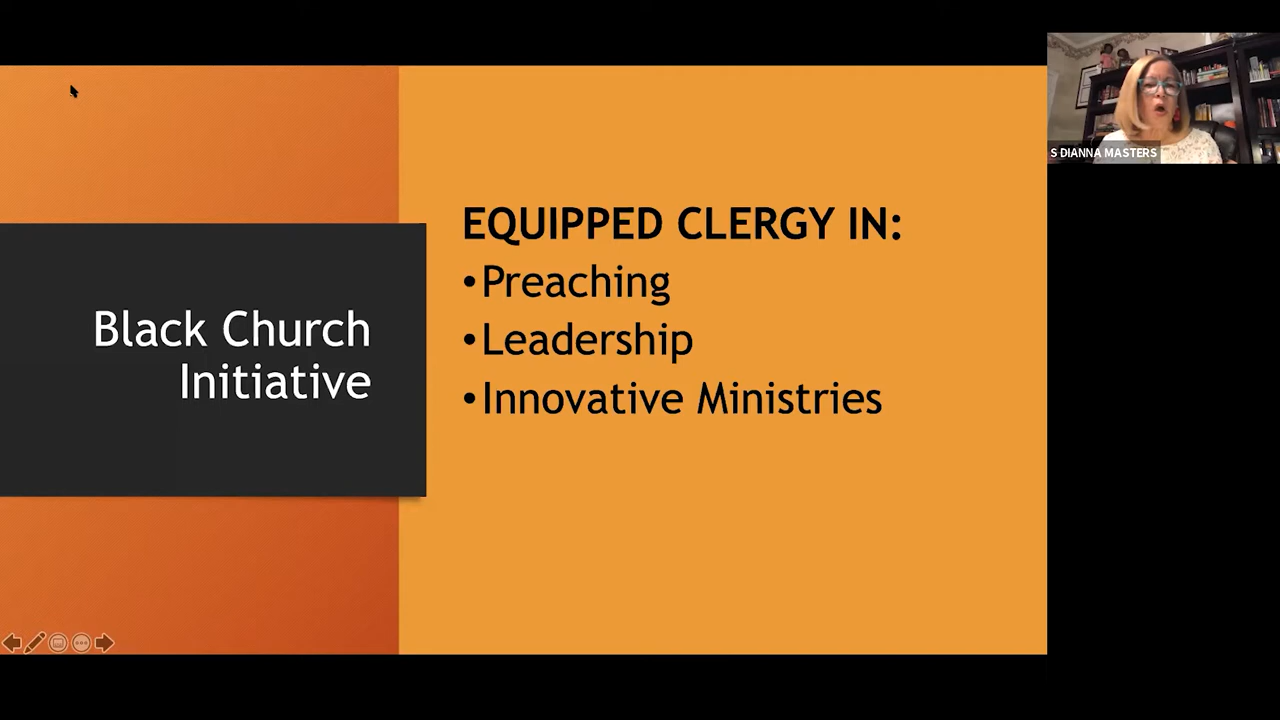 Black Church
Initiative
EQUIPPED CLERGY IN:
•Preaching
•Leadership
•Innovative Ministries
S DIANNA MASTERS